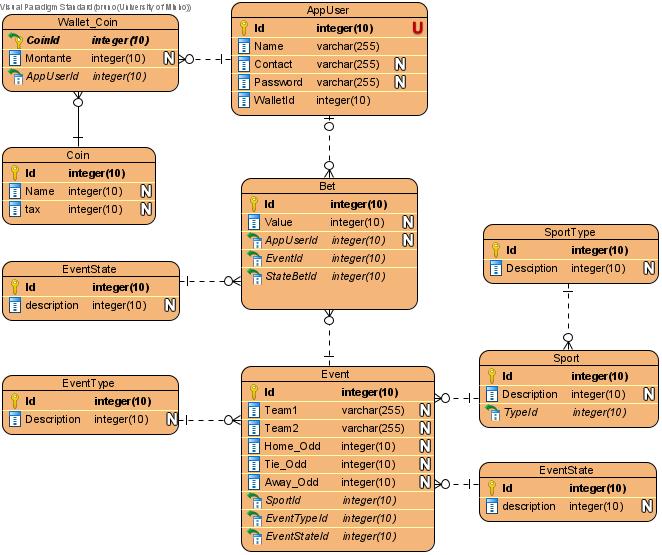 Visual Paradigm Standard(bruno(University of Minho))
Wallet_Coin
CoinId integer(10)
Montante integer(10) N
AppUserId integer(10)
AppUser
Id integer(10) U
Name varchar(255)
Contact varchar(255) N
Password varchar(255) N
WalletId integer(10)
Coin
Id integer(10)
Name integer(10) N
tax integer(10) N
Bet
Id integer(10)
Value integer(10) N
AppUserId integer(10) N
EventId integer(10)
StateBetId integer(10)
SportType
Id integer(10)
Desciption integer(10) N
EventState
Id integer(10)
description integer(10) N
EventType
Id integer(10)
Description integer(10) N
Event
Id integer(10)
Team1 varchar(255) N
Team2 varchar(255) N
Home_Odd integer(10) N
Tie_Odd integer(10) N
Away_Odd integer(10) N
SportId integer(10)
EventTypeId integer(10)
EventStateId integer(10)
Sport
Id integer(10)
Description integer(10) N
TypeId integer(10)
EventState
Id integer(10)
description integer(10) N